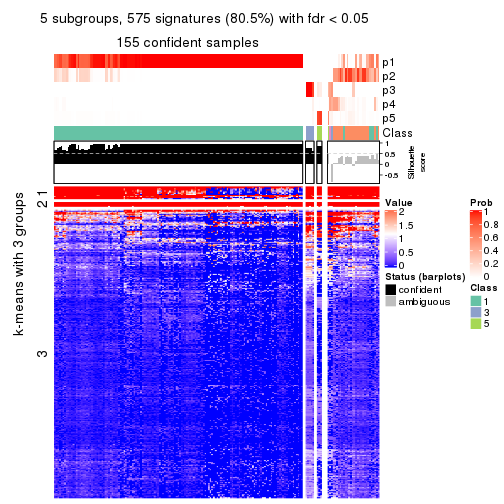 5 subgroups, 575 signatures (80.5%) with fdr < 0.05
155 confident samples
p1
p2
p3
p4
p5
Class
1
0.5
0
-0.5
Silhouette
score
k-means with 3 groups
1
2
3
Value
2
1.5
1
0.5
0
Status (barplots)
confident
ambiguous
Prob
1
0.8
0.6
0.4
0.2
0
Class
1
3
5